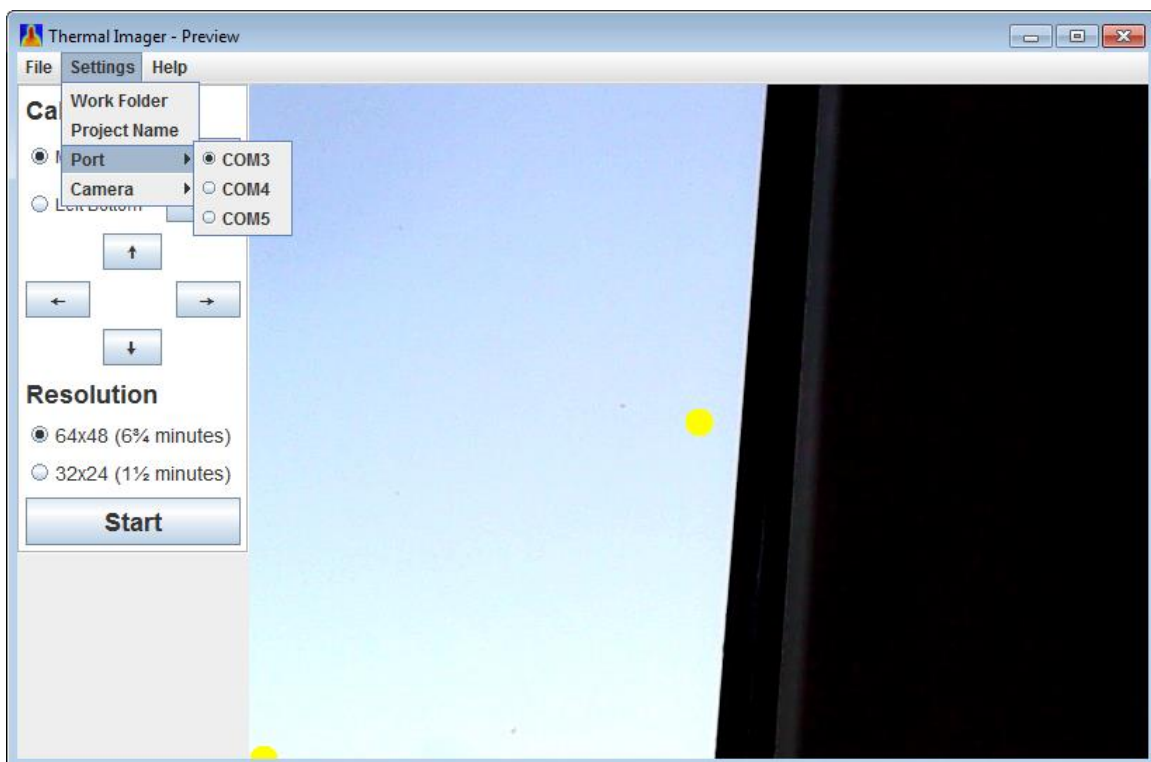 Thermal Imager - Preview
File Settings Help
Work Folder
Project Name
Port
COM3
Camera
COM4
COM5
Resolution
64x48 (6¾ minutes)
32x24 (1½ minutes)
Start